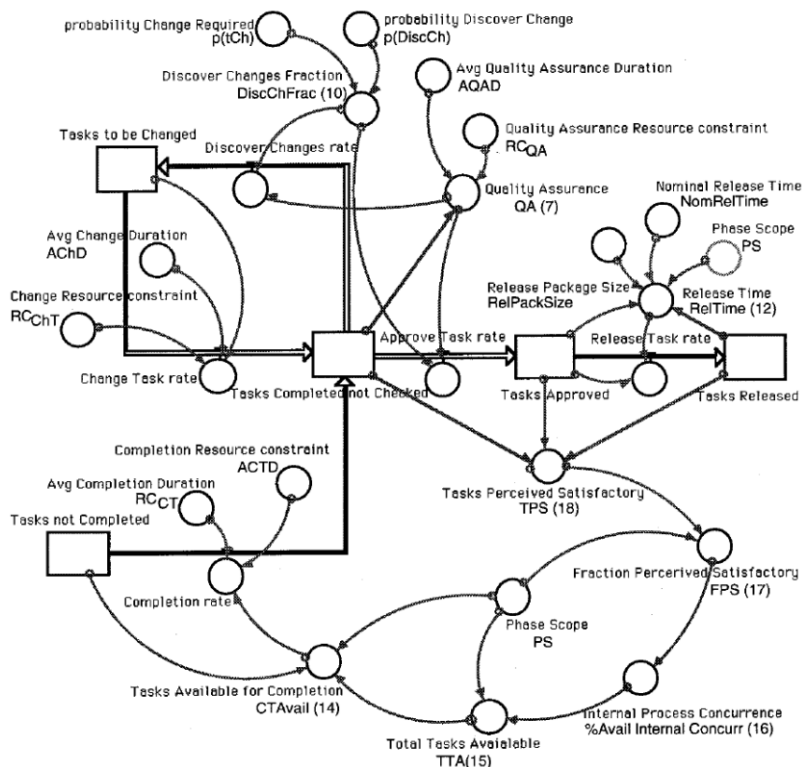 probability Change Required
p(tCh)
probability Discover Change
p(DiscCh)
Discover Changes Fraction
DiscChFrac (10)
Avg Quality Assurance Duration
AQAD
Tasks to be Changed
Discover Changes rate
Quality Assurance Resource constraint
RCQA
Quality Assurance
QA (7)
Nominal Release Time
NomRelTime
Phase Scope
PS
Avg Change Duration
AChD
Release Package Size
RelPackSize
Release Time
RelTime (12)
Change Resource constraint
RCChT
Approve Task rate
Release Task rate
Change Task rate
Tasks Completed not Checked
Tasks Approved
Tasks Released
Completion Resource constraint
ACTD
Avg Completion Duration
RCCT
Tasks Perceived Satisfactory
TPS (18)
Tasks not Completed
Completion rate
Fraction Percerived Satisfactory
FPS (17)
Phase Scope
PS
Tasks Available for Completion
CTAvail (14)
Internal Process Concurrence
%Avail Internal Concurr (16)
Total Tasks Avaialable
TTA(15)